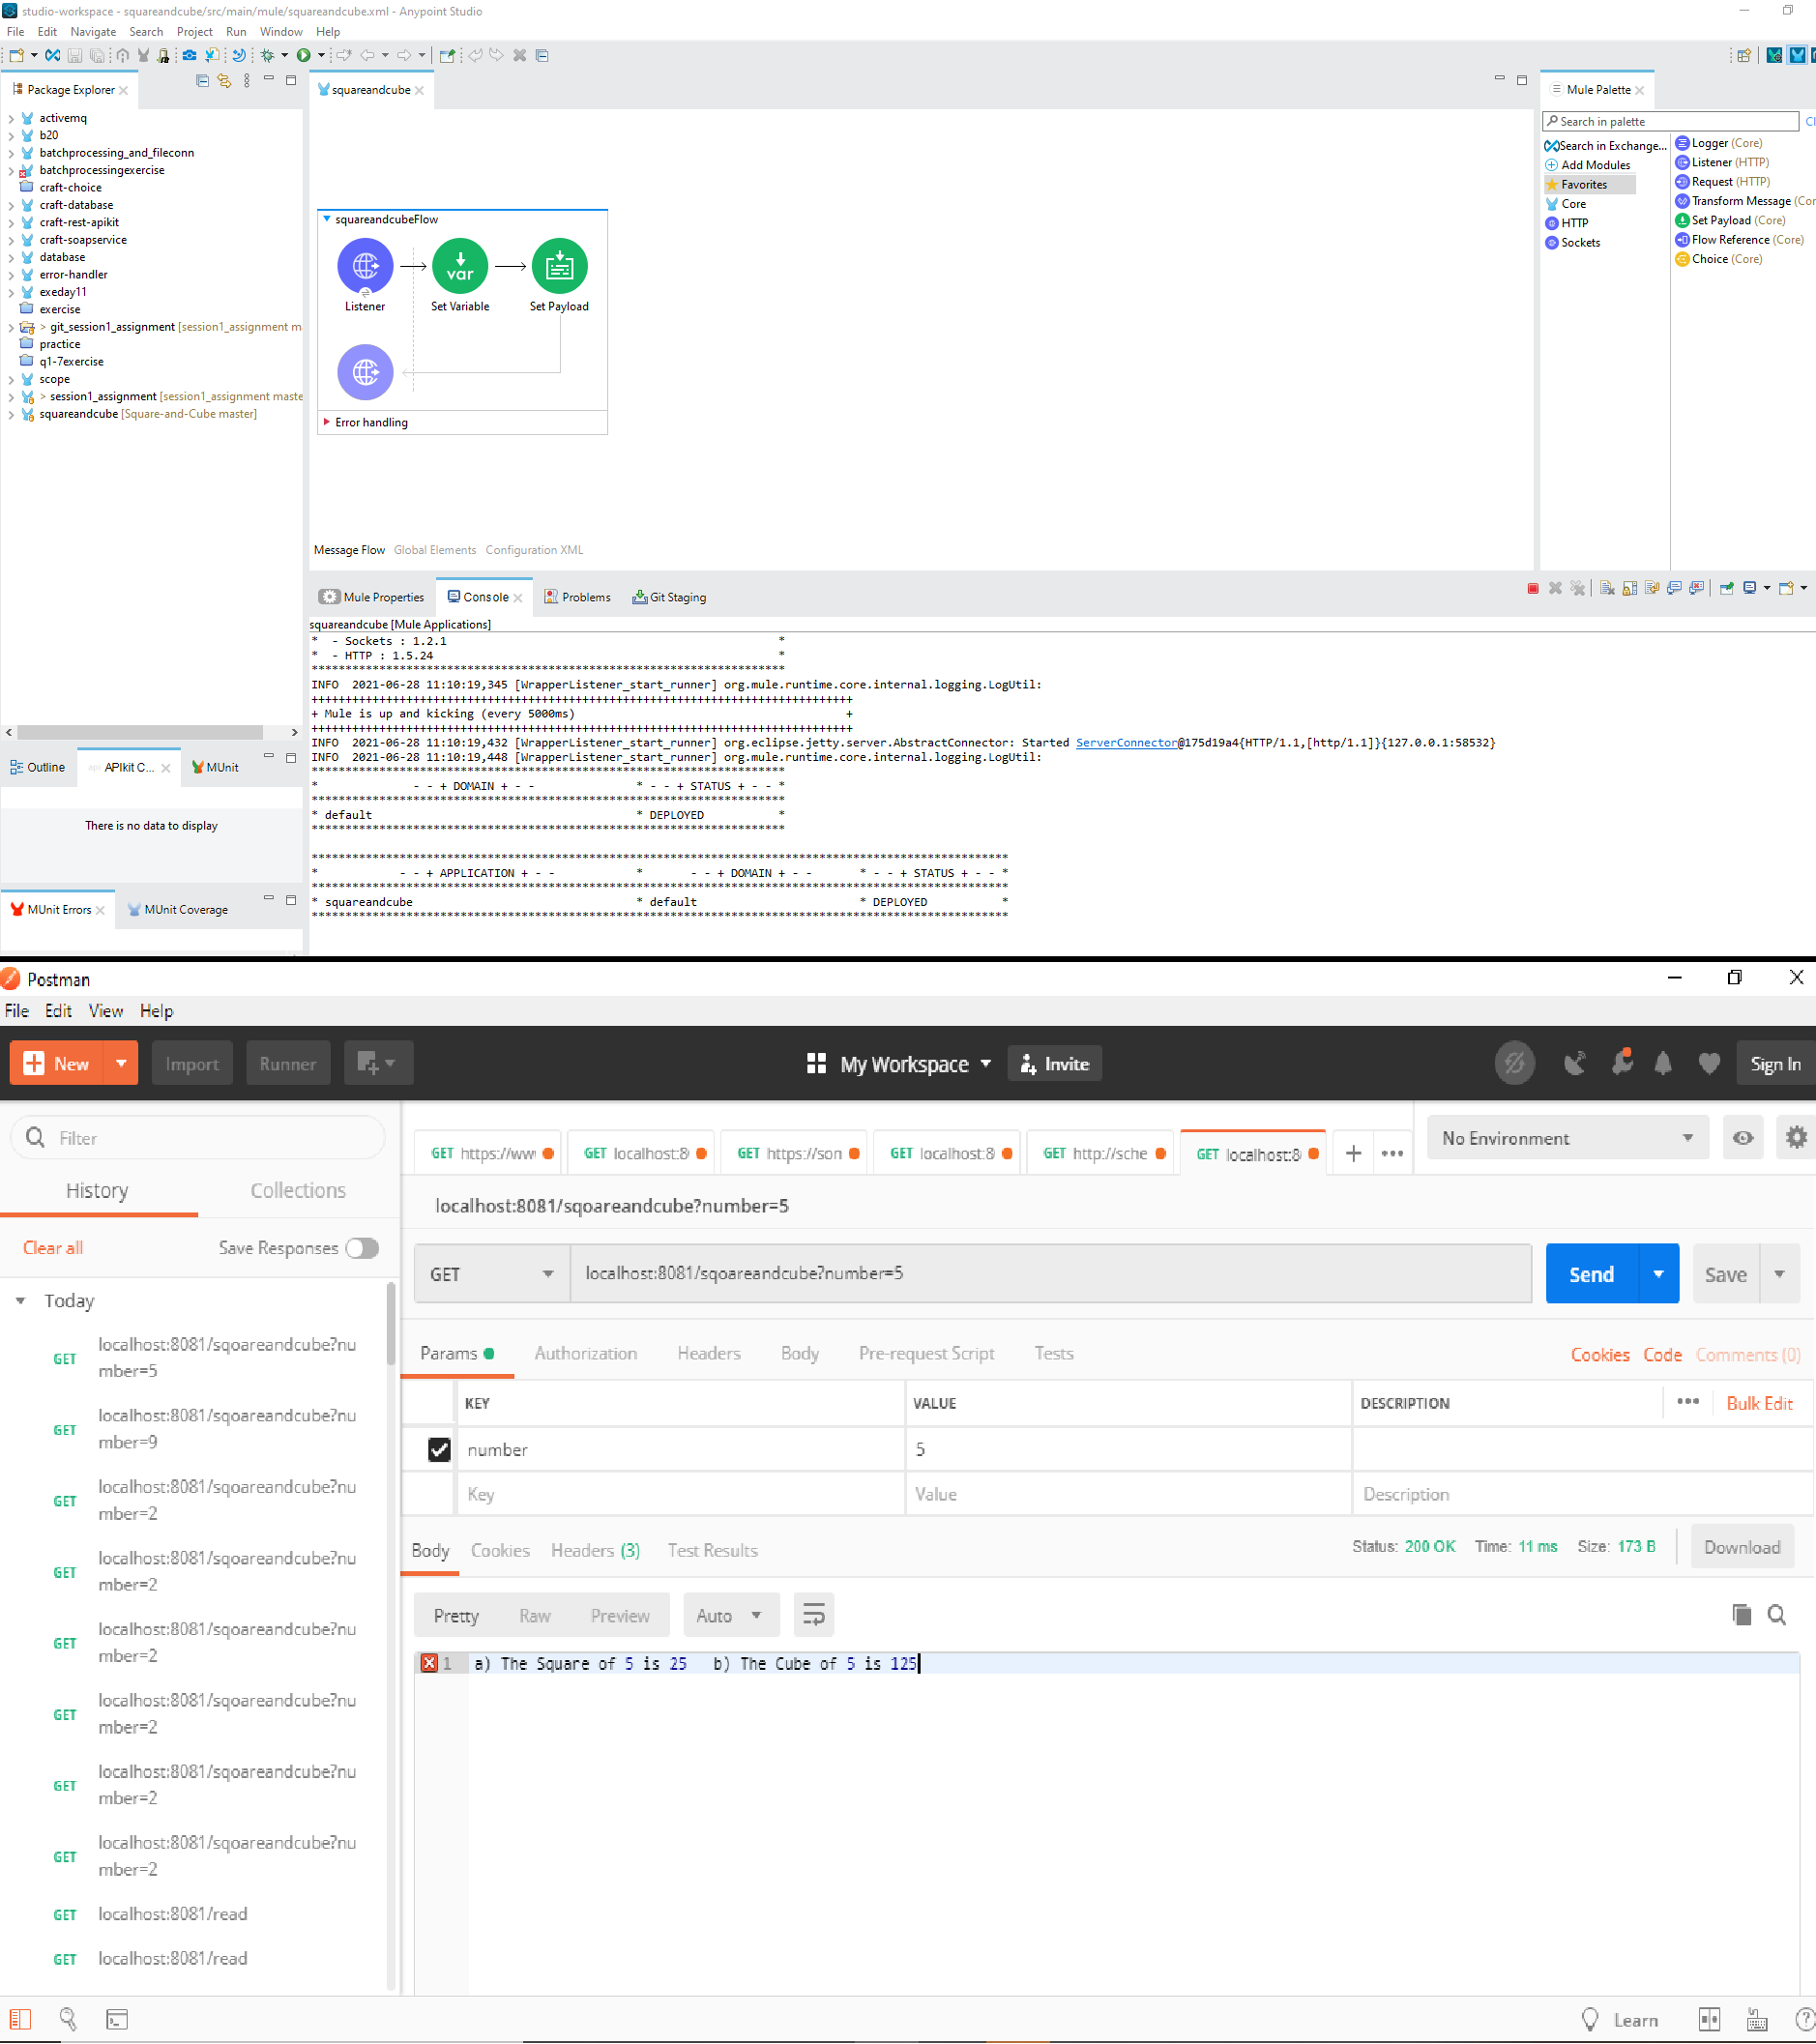 studio-workspace - squareandcube/src/main/mule/squareandcube.xml - Anypoint Studio
File Edit Navigate Search Project Run Window Help
Package Explorer
activemq
b20
batchprocessing_and_fileconn
batchprocessingexercise
craft-choice
craft-database
craft-rest-apikit
craft-soapservice
database
error-handler
exeday11
exercise
> git_session1_assignment [session1_assignment m
practice
q1-7exercise
scope
> session1_assignment [session1_assignment maste
squareandcube [Square-and-Cube master]
Outline APIkit C... MUnit
There is no data to display
MUnit Errors MUnit Coverage
squareandcube
squareandcubeFlow
var
Listener Set Variable Set Payload
Error handling
Message Flow Global Elements Configuration XML
Mule Palette
Search in palette
Search in Exchange...
Add Modules
Favorites
Core
HTTP
Sockets
Logger (Core)
Listener (HTTP)
Request (HTTP)
Transform Message (Cor
Set Payload (Core)
Flow Reference (Core)
Choice (Core)
Mule Properties Console Problems Git Staging
squareandcube [Mule Applications]
* - Sockets : 1.2.1 *
* - HTTP : 1.5.24 *
INFO 2021-06-28 11:10:19,345 [WrapperListener_start_runner] org.mule.runtime.core.internal.logging.LogUtil:
+ Mule is up and kicking (every 5000ms) +
INFO 2021-06-28 11:10:19,432 [WrapperListener_start_runner] org.eclipse.jetty.server.AbstractConnector: Started ServerConnector@175d19a4{HTTP/1.1,[http/1.1]}{127.0.0.1:58532}
INFO 2021-06-28 11:10:19,448 [WrapperListener_start_runner] org.mule.runtime.core.internal.logging.LogUtil:
* - - + DOMAIN + - - * - - + STATUS + - - *
* default * DEPLOYED *
* - - + APPLICATION + - - * - - + DOMAIN + - - * - - + STATUS + - - *
* squareandcube * default * DEPLOYED *
Postman
File Edit View Help
New Import Runner My Workspace Invite Sign In
Filter
History Collections
Clear all Save Responses
Today
GET localhost:8081/sqoareandcube?nu
mber=5
GET localhost:8081/sqoareandcube?nu
mber=9
GET localhost:8081/sqoareandcube?nu
mber=2
GET localhost:8081/sqoareandcube?nu
mber=2
GET localhost:8081/sqoareandcube?nu
mber=2
GET localhost:8081/sqoareandcube?nu
mber=2
GET localhost:8081/sqoareandcube?nu
mber=2
GET localhost:8081/sqoareandcube?nu
mber=2
GET localhost:8081/read
GET localhost:8081/read
GET https://ww GET localhost:8 GET https://son GET localhost:8 GET http://sche GET localhost:8 + ••• No Environment
localhost:8081/sqoareandcube?number=5
GET localhost:8081/sqoareandcube?number=5 Send Save
Params Authorization Headers Body Pre-request Script Tests Cookies Code Comments (0)
KEY VALUE DESCRIPTION ••• Bulk Edit
number 5
Key Value Description
Body Cookies Headers (3) Test Results Status: 200 OK Time: 11 ms Size: 173 B Download
Pretty Raw Preview Auto
1 a) The Square of 5 is 25 b) The Cube of 5 is 125
Learn